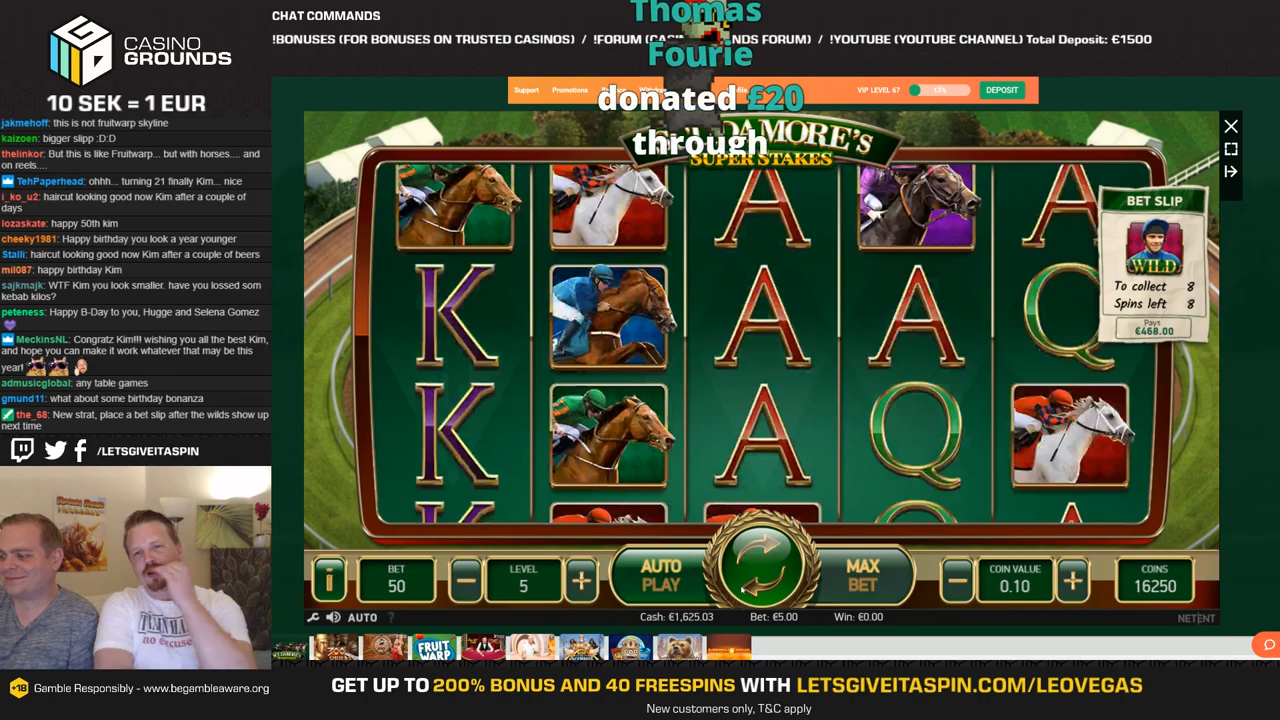 CASINO
GROUNDS
10 SEK = 1 EUR
CHAT COMMANDS
!BONUSES (FOR BONUSES ON TRUSTED CASINOS) / !FORUM (CASINOGROUNDS FORUM) / !YOUTUBE (YOUTUBE CHANNEL) Total Deposit: €1500
Thomas
Fourie
donated £20
through
jakmehoff: this is not fruitwarp skyline
kaizoen: bigger slipp :D:D
thelinkor: But this is like Fruitwarp... but with horses.... and
on reels...
TehPaperhead: ohhh... turning 21 finally Kim... nice
i_ko_u2: haircut looking good now Kim after a couple of
days
iozaskate: happy 50th kim
cheeky1981: Happy birthday you look a year younger
Stalli: haircut looking good now Kim after a couple of beers
mil087: happy birthday Kim
sajkmajk: WTF Kim you look smaller. have you lossed som
kebab kilos?
peteness: Happy B-Day to you, Hugge and Selena Gomez
MeckinsNL: Congratz Kim!!! wishing you all the best Kim,
and hope you can make it work whatever that may be this
year!
admusicglobal: any table games
gmund11: what about some birthday bonanza
the_68: New strat, place a bet slip after the wilds show up
next time
/LETSGIVEITASPIN
Support Promotions
VIP LEVEL 67 17% DEPOSIT
SUPER STAKES
A A
K A A Q
K A Q
K Q A
BET SLIP
WILD
To collect 8
Spins left 8
Pays
€468.00
BET
50
LEVEL
5
AUTO
PLAY
MAX
BET
COIN VALUE
0.10
COINS
16250
AUTO ? Cash: €1,625.03 Bet: €5.00 Win: €0.00 NETENT
FRUIT
WARP
no excuse
+18 Gamble Responsibly - www.begambleaware.org
GET UP TO 200% BONUS AND 40 FREESPINS WITH LETSGIVEITASPIN.COM/LEOVEGAS
New customers only, T&C apply